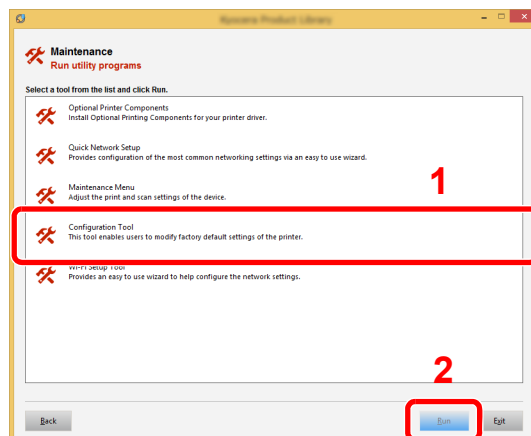 Kyocera Product Library
Maintenance
Run utility programs
Select a tool from the list and click Run.
Optional Printer Components
Install Optional Printing Components for your printer driver.
Quick Network Setup
Provides configuration of the most common networking settings via an easy to use wizard.
1
Maintenance Menu
Adjust the print and scan settings of the device.
Configuration Tool
This tool enables users to modify factory default settings of the printer.
Wi-Fi Setup Tool
Provides an easy to use wizard to help configure the network settings.
2
Back
Run
Exit